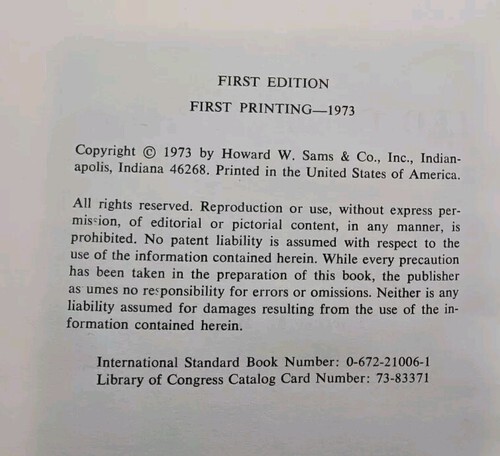 FIRST EDITION
FIRST PRINTING—1973
Copyright © 1973 by Howard W. Sams & Co., Inc., Indian-
apolis, Indiana 46268. Printed in the United States of America.
All rights reserved. Reproduction or use, without express per-
mission, of editorial or pictorial content, in any manner, is
prohibited. No patent liability is assumed with respect to the
use of the information contained herein. While every precaution
has been taken in the preparation of this book, the publisher
as umes no responsibility for errors or omissions. Neither is any
liability assumed for damages resulting from the use of the in-
formation contained herein.
International Standard Book Number: 0-672-21006-1
Library of Congress Catalog Card Number: 73-83371